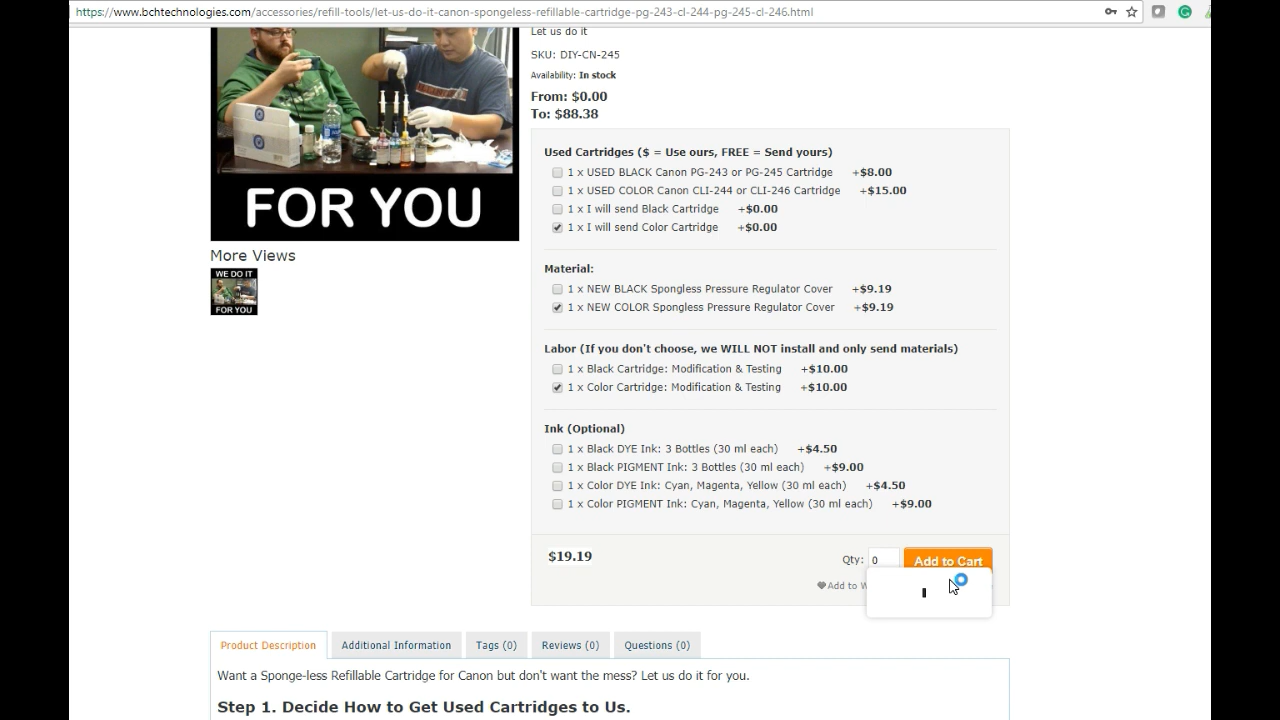 https://www.bchtechnologies.com/accessories/refill-tools/let-us-do-it-canon-spongeless-refillable-cartridge-pg-243-cl-244-pg-245-cl-246.html
Let us do it
SKU: DIY-CN-245
Availability: In stock
From: $0.00
To: $88.38
FOR YOU
More Views
WE DO IT
FOR YOU
Used Cartridges ($ = Use ours, FREE = Send yours)
1 x USED BLACK Canon PG-243 or PG-245 Cartridge +$8.00
1 x USED COLOR Canon CLI-244 or CLI-246 Cartridge +$15.00
1 x I will send Black Cartridge +$0.00
1 x I will send Color Cartridge +$0.00
Material:
1 x NEW BLACK Spongless Pressure Regulator Cover +$9.19
1 x NEW COLOR Spongless Pressure Regulator Cover +$9.19
Labor (If you don't choose, we WILL NOT install and only send materials)
1 x Black Cartridge: Modification & Testing +$10.00
1 x Color Cartridge: Modification & Testing +$10.00
Ink (Optional)
1 x Black DYE Ink: 3 Bottles (30 ml each) +$4.50
1 x Black PIGMENT Ink: 3 Bottles (30 ml each) +$9.00
1 x Color DYE Ink: Cyan, Magenta, Yellow (30 ml each) +$4.50
1 x Color PIGMENT Ink: Cyan, Magenta, Yellow (30 ml each) +$9.00
$19.19 Qty: 0 Add to Cart
Add to W
Product Description Additional Information Tags (0) Reviews (0) Questions (0)
Want a Sponge-less Refillable Cartridge for Canon but don't want the mess? Let us do it for you.
Step 1. Decide How to Get Used Cartridges to Us.